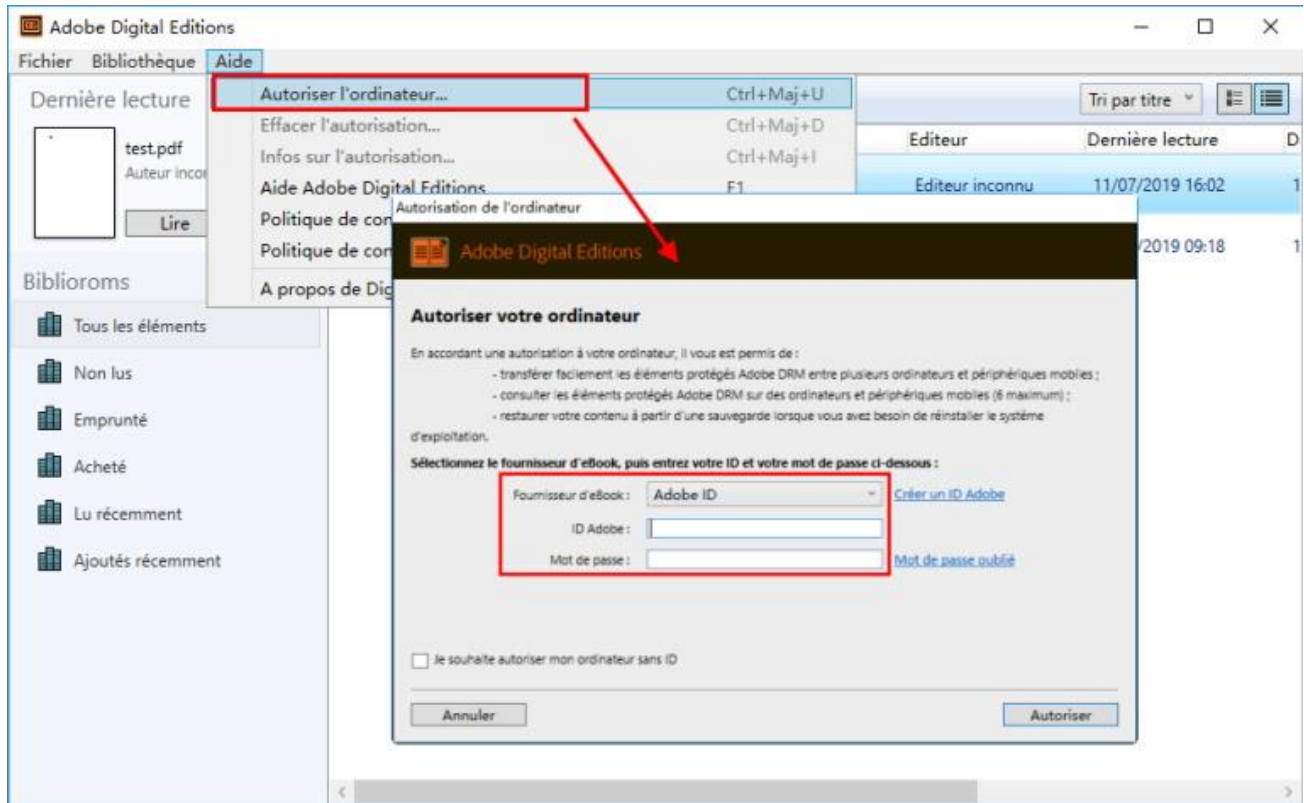 Adobe Digital Editions
Fichier Bibliothèque Aide
Dernière lecture
test.pdf
Auteur incon
Lire
Biblioroms
Tous les éléments
Non lus
Emprunté
Acheté
Lu récemment
Ajoutés récemment
Autoriser l'ordinateur... Ctrl+Maj+U
Effacer l'autorisation... Ctrl+Maj+D
Infos sur l'autorisation... Ctrl+Maj+I
Aide Adobe Digital Editions F1
Politique de con
Politique de con
A propos de Dig
Tri par titre
Editeur Dernière lecture D
Editeur inconnu 11/07/2019 16:02 1
/2019 09:18 1
Autorisation de l'ordinateur
Adobe Digital Editions
Autoriser votre ordinateur
En accordant une autorisation à votre ordinateur, il vous est permis de :
- transférer facilement les éléments protégés Adobe DRM entre plusieurs ordinateurs et périphériques mobiles ;
- consulter les éléments protégés Adobe DRM sur des ordinateurs et périphériques mobiles (6 maximum) ;
- restaurer votre contenu à partir d'une sauvegarde lorsque vous avez besoin de réinstaller le système
d'exploitation.
Sélectionnez le fournisseur d'eBook, puis entrez votre ID et votre mot de passe ci-dessous :
Fournisseur d'eBook : Adobe ID Créer un ID Adobe
ID Adobe :
Mot de passe : Mot de passe oublié
Je souhaite autoriser mon ordinateur sans ID
Annuler Autoriser